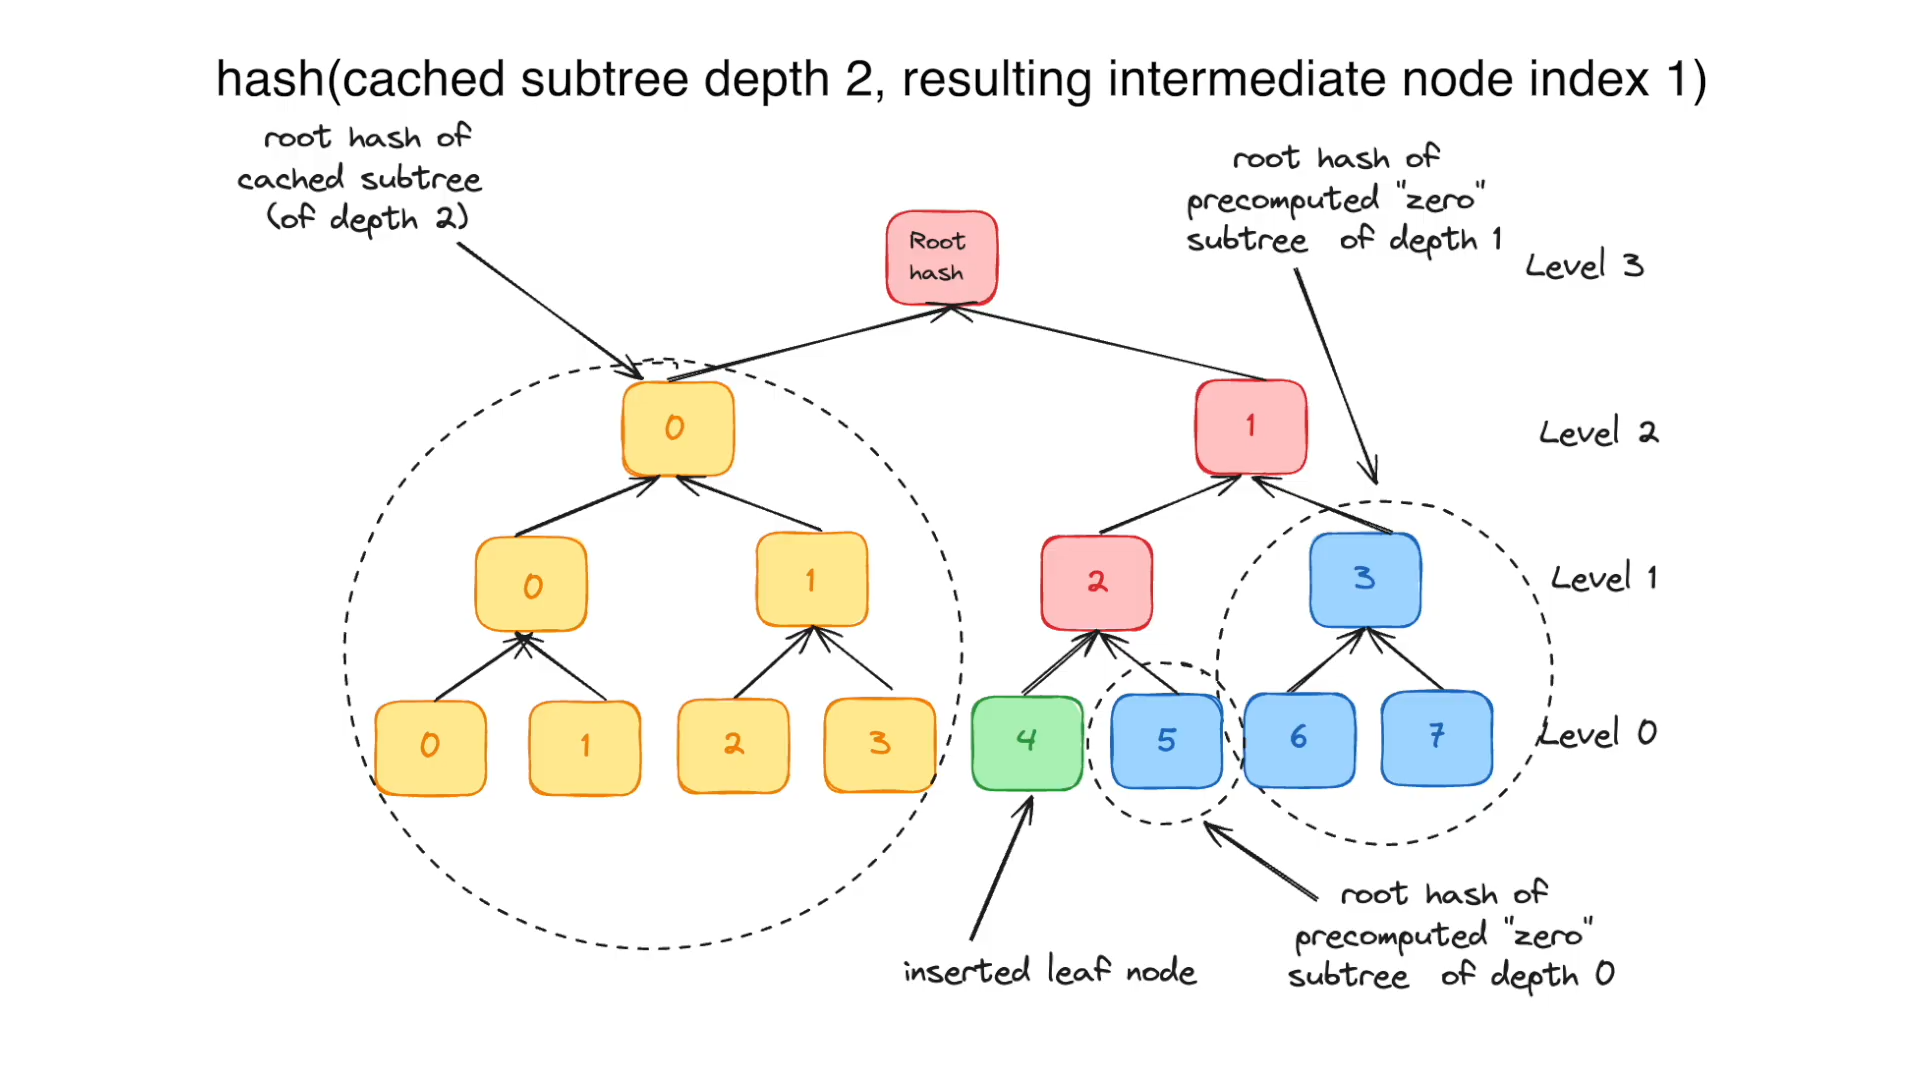 hash(cached subtree depth 2, resulting intermediate node index 1)
root hash of
cached subtree
(of depth 2)
root hash of
precomputed "zero"
subtree of depth 1
Root
hash
Level 3
0
1
Level 2
0
1
2
3
Level 1
0
1
2
3
4
5
6
7
Level 0
inserted leaf node
root hash of
precomputed "zero"
subtree of depth 0